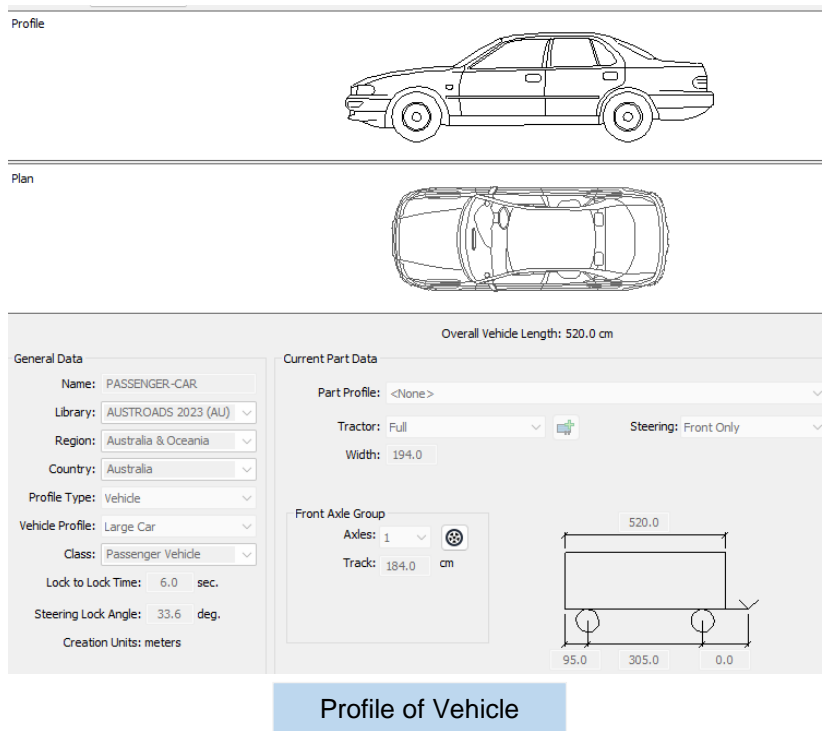 Profile
Plan
Overall Vehicle Length: 520.0 cm
General Data
Name: PASSENGER-CAR
Library: AUSTROADS 2023 (AU)
Region: Australia & Oceania
Country: Australia
Profile Type: Vehicle
Vehicle Profile: Large Car
Class: Passenger Vehicle
Lock to Lock Time: 6.0 sec.
Steering Lock Angle: 33.6 deg.
Creation Units: meters
Current Part Data
Part Profile: <None>
Tractor: Full Steering: Front Only
Width: 194.0
Front Axle Group
Axles: 1
Track: 184.0 cm
520.0
95.0 305.0 0.0
Profile of Vehicle